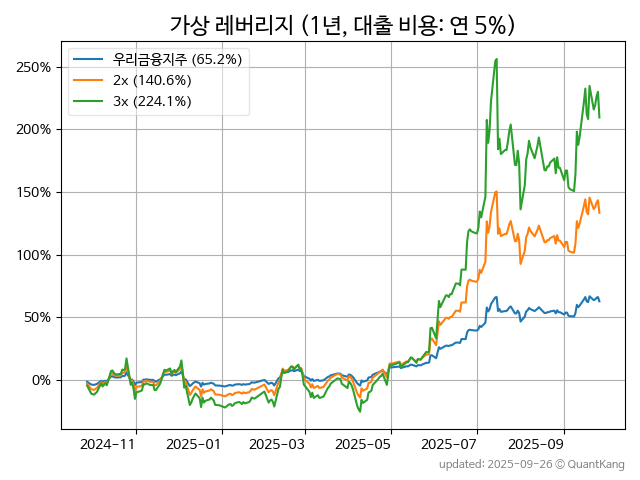 가상 레버리지 (1년, 대출 비용: 연 5%)
우리금융지주 (65.2%)
2x (140.6%)
3x (224.1%)
250%
200%
150%
100%
50%
0%
2024-11 2025-01 2025-03 2025-05 2025-07 2025-09
updated: 2025-09-26 © QuantKang